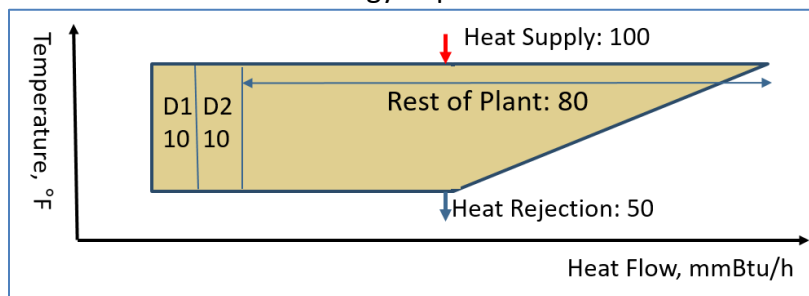 Temperature, °F
Heat Supply: 100
D1
10
D2
10
Rest of Plant: 80
Heat Rejection: 50
Heat Flow, mmBtu/h